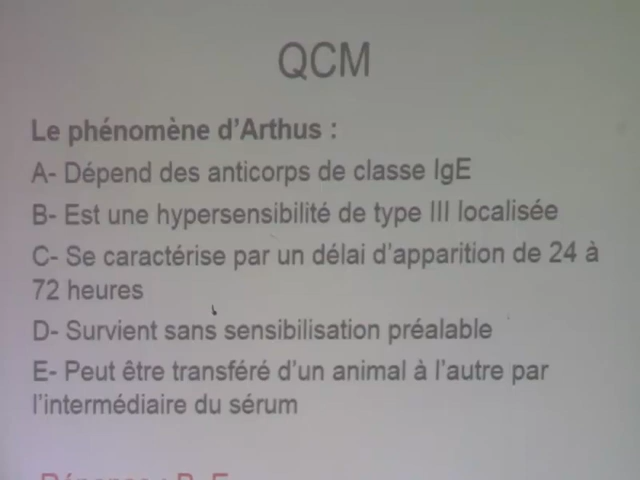 QCM
Le phénomène d'Arthus :
A- Dépend des anticorps de classe IgE
B- Est une hypersensibilité de type III localisée
C- Se caractérise par un délai d'apparition de 24 à
72 heures
D- Survient sans sensibilisation préalable
E- Peut être transféré d'un animal à l'autre par
l'intermédiaire du sérum